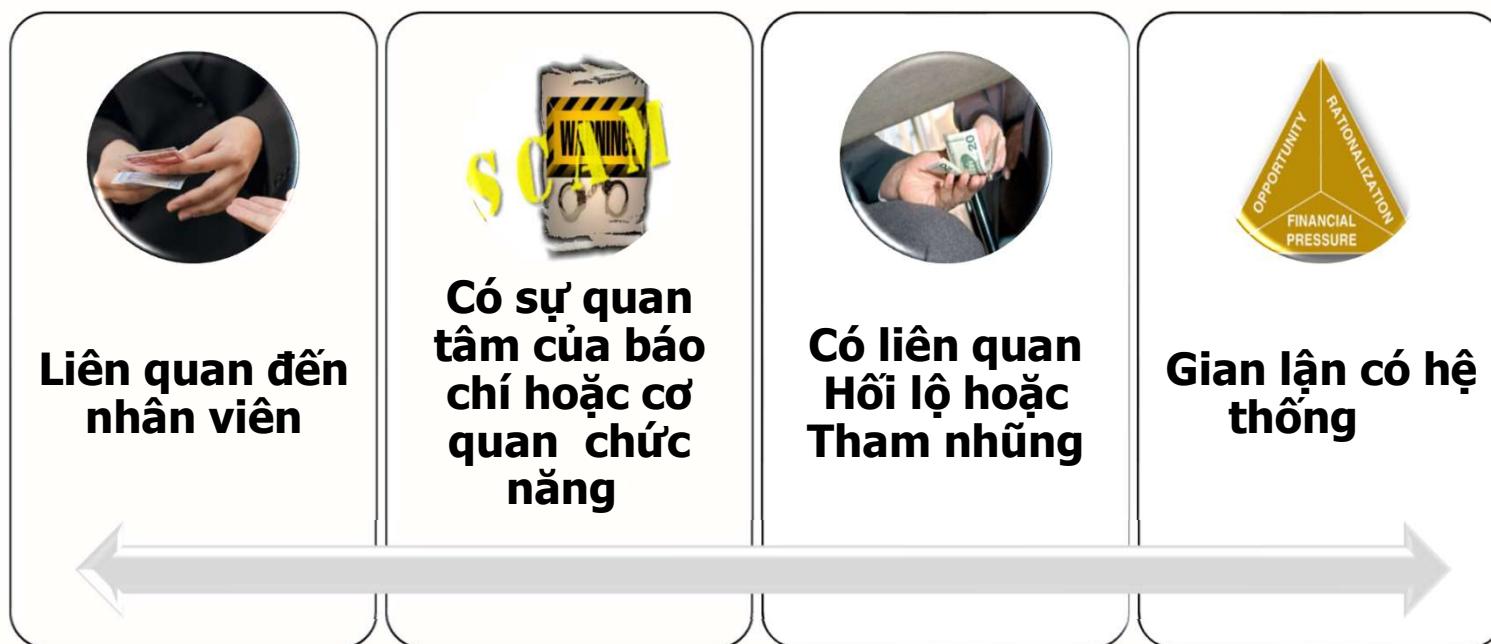 WARNING
SCAM
OPPORTUNITY
RATIONALIZATION
FINANCIAL
PRESSURE
Liên quan đến
nhân viên
Có sự quan
tâm của báo
chí hoặc cơ
quan chức
năng
20
Có liên quan
Hối lộ hoặc
Tham nhũng
Gian lận có hệ
thống